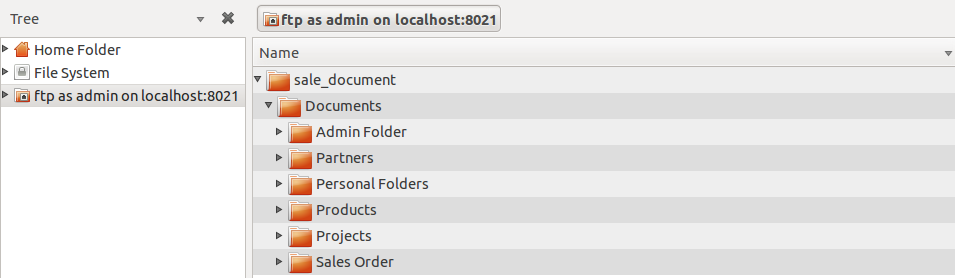 Tree
Home Folder
File System
ftp as admin on localhost:8021
ftp as admin on localhost:8021
Name
sale_document
Documents
Admin Folder
Partners
Personal Folders
Products
Projects
Sales Order